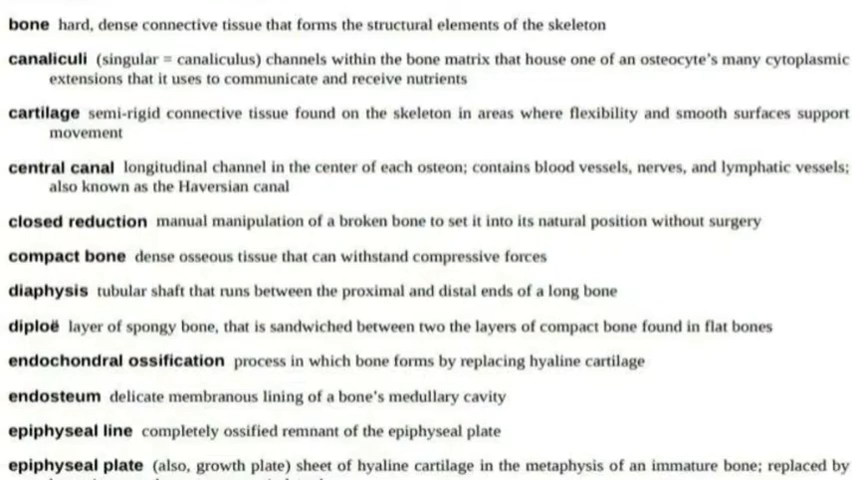 bone hard, dense connective tissue that forms the structural elements of the skeleton
canaliculi (singular = canaliculus) channels within the bone matrix that house one of an osteocyte's many cytoplasmic
extensions that it uses to communicate and receive nutrients
cartilage semi-rigid connective tissue found on the skeleton in areas where flexibility and smooth surfaces support
movement
central canal longitudinal channel in the center of each osteon; contains blood vessels, nerves, and lymphatic vessels;
also known as the Haversian canal
closed reduction manual manipulation of a broken bone to set it into its natural position without surgery
compact bone dense osseous tissue that can withstand compressive forces
diaphysis tubular shaft that runs between the proximal and distal ends of a long bone
diploë layer of spongy bone, that is sandwiched between two the layers of compact bone found in flat bones
endochondral ossification process in which bone forms by replacing hyaline cartilage
endosteum delicate membranous lining of a bone's medullary cavity
epiphyseal line completely ossified remnant of the epiphyseal plate
epiphyseal plate (also, growth plate) sheet of hyaline cartilage in the metaphysis of an immature bone; replaced by